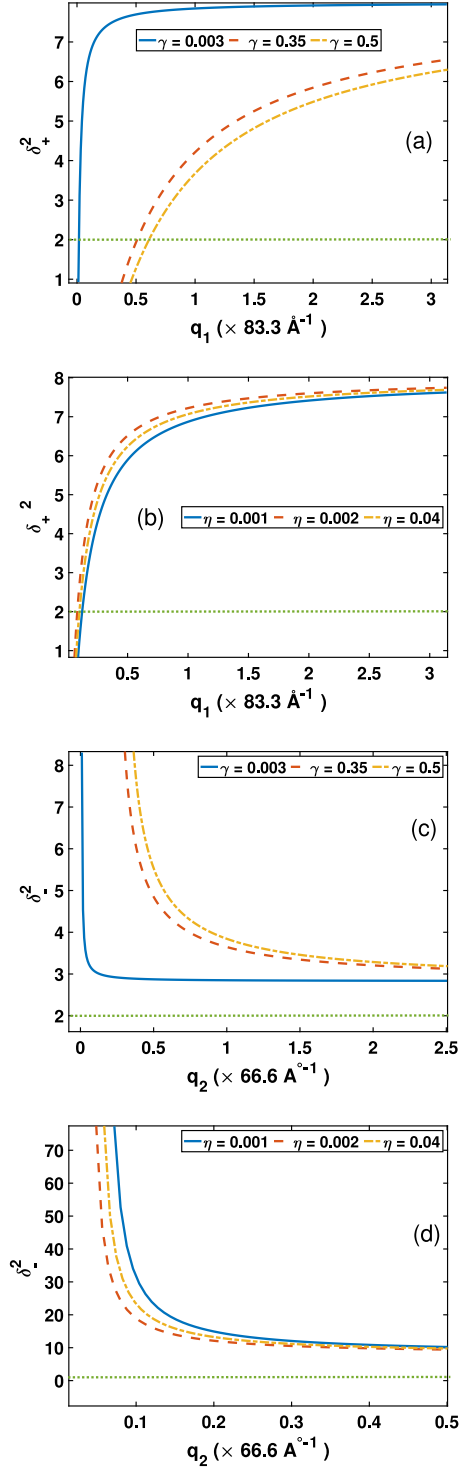 8
7
6
5
4
3
2
1
δ₊²
γ = 0.003 γ = 0.35 γ = 0.5
(a)
0 0.5 1 1.5 2 2.5 3
q₁ (× 83.3 Å⁻¹)
8
7
6
5
4
3
2
1
δ₊ ²
(b)
η = 0.001 η = 0.002 η = 0.04
0.5 1 1.5 2 2.5 3
q₁ (× 83.3 Å⁻¹)
γ = 0.003 γ = 0.35 γ = 0.5
8
7
6
5
4
3
2
δ₋²
(c)
0 0.5 1 1.5 2 2.5
q₂ (× 66.6 A°⁻¹)
η = 0.001 η = 0.002 η = 0.04
70
60
50
40
30
20
10
0
δ₋²
(d)
0.1 0.2 0.3 0.4 0.5
q₂ (× 66.6 A°⁻¹)